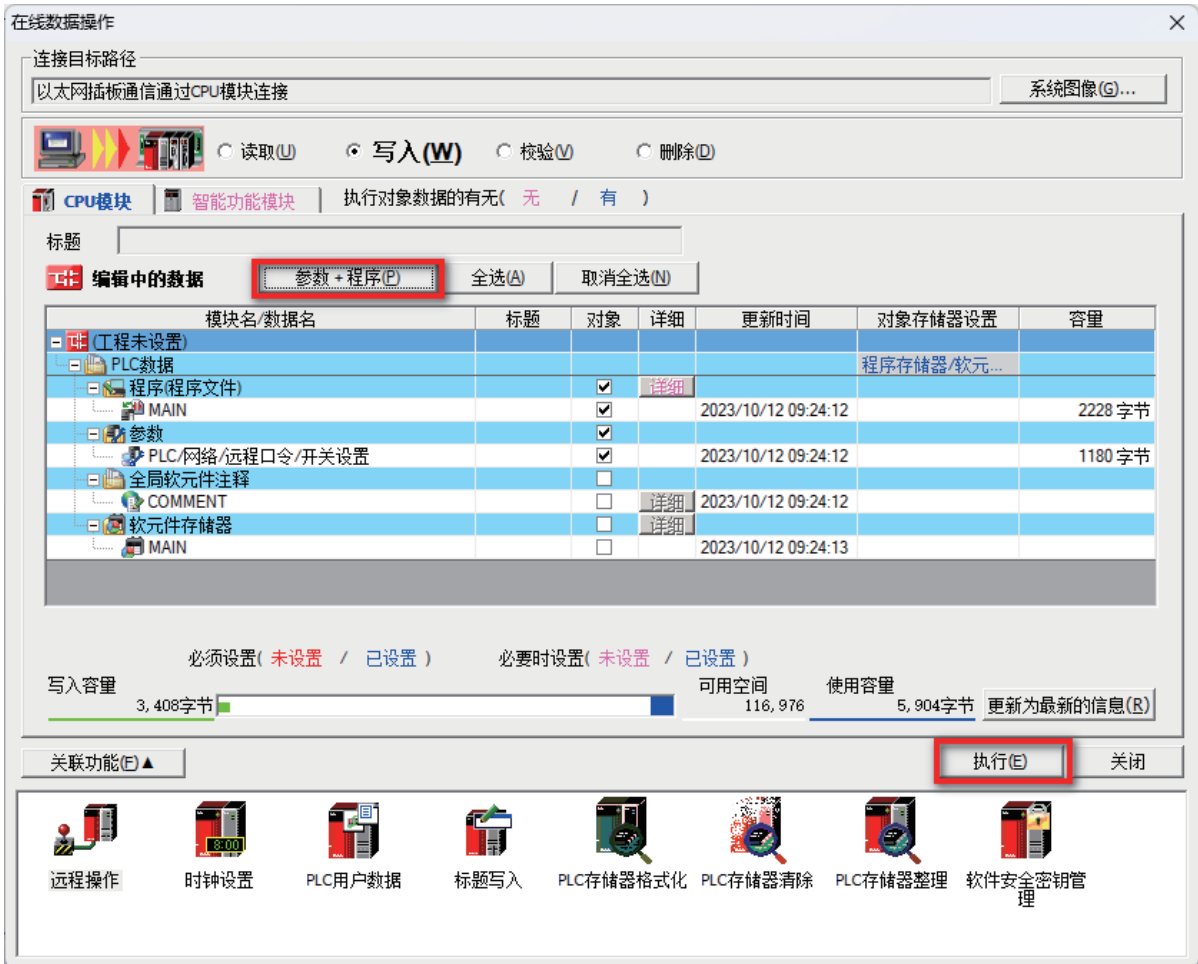 在线数据操作
连接目标路径
以太网插板通信通过CPU模块连接
系统图像(G)...
读取(U) 写入(W) 校验(V) 删除(D)
CPU模块 智能功能模块 执行对象数据的有无( 无 / 有 )
标题
编辑中的数据 参数+程序(P) 全选(A) 取消全选(N)
模块名/数据名 标题 对象 详细 更新时间 对象存储器设置 容量
(工程未设置)
PLC数据 程序存储器/软元...
程序(程序文件) 详细
MAIN 2023/10/12 09:24:12 2228 字节
参数
PLC/网络/远程口令/开关设置 2023/10/12 09:24:12 1180 字节
全局软元件注释
COMMENT 详细 2023/10/12 09:24:12
软元件存储器 详细
MAIN 2023/10/12 09:24:13
必须设置( 未设置 / 已设置 ) 必要时设置( 未设置 / 已设置 )
写入容量 可用空间 使用容量
3,408字节 116,976 5,904字节 更新为最新的信息(R)
关联功能(F)▲ 执行(E) 关闭
8:00
远程操作 时钟设置 PLC用户数据 标题写入 PLC存储器格式化 PLC存储器清除 PLC存储器整理 软件安全密钥管
理